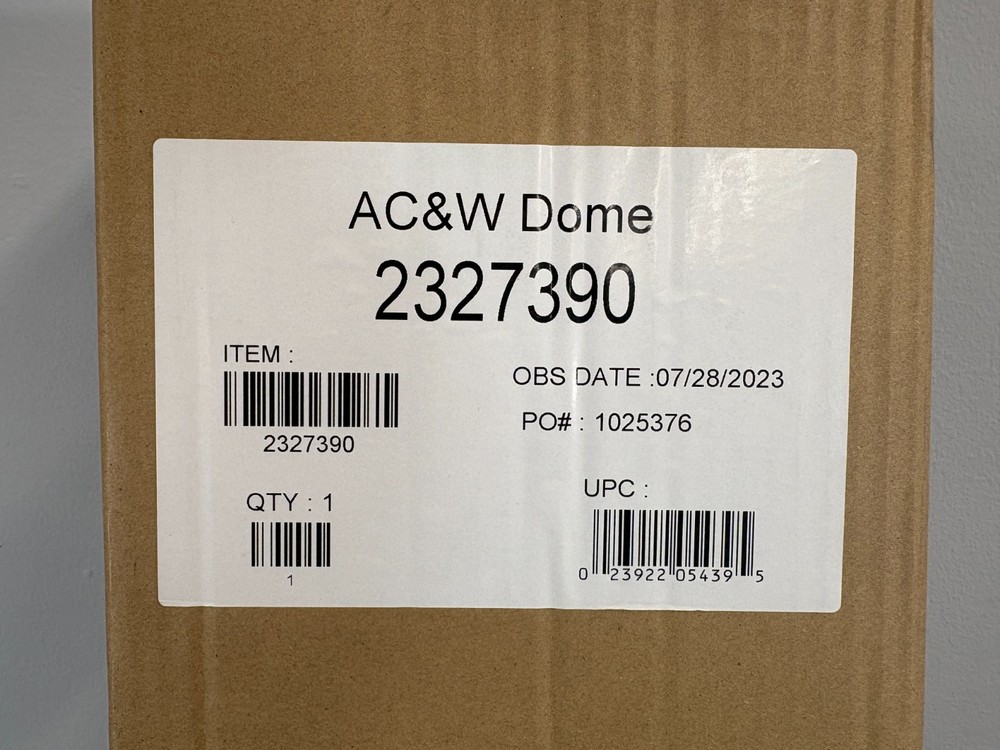 AC&W Dome
2327390
ITEM :
2327390
OBS DATE :07/28/2023
PO# : 1025376
QTY : 1
1
UPC :
0 23922 05439 5